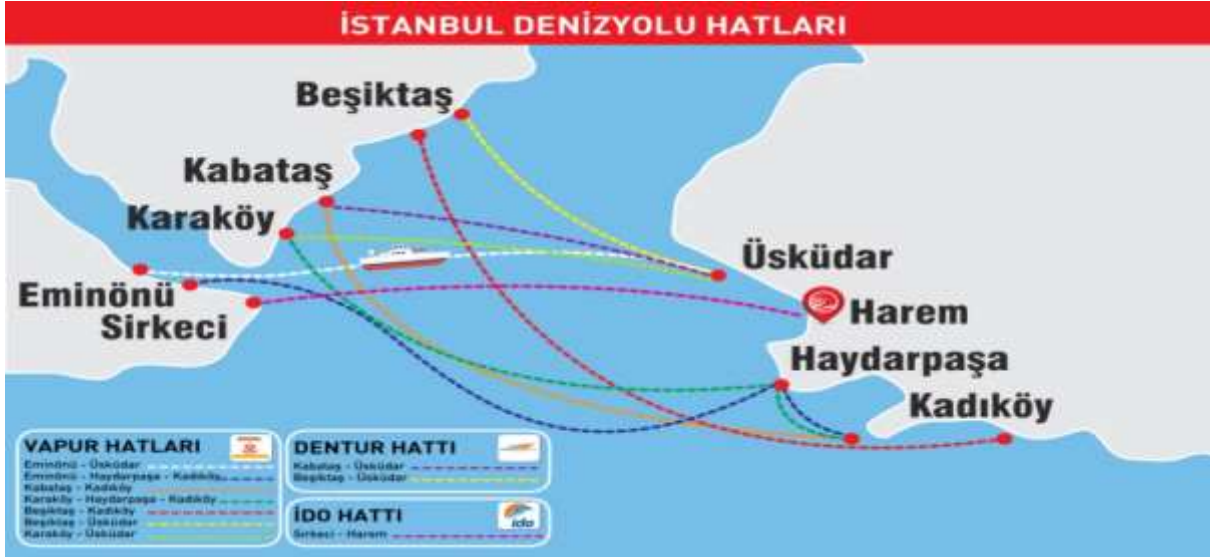 İSTANBUL DENİZYOLU HATLARI
Beşiktaş
Kabataş
Karaköy
Üsküdar
Eminönü
Sirkeci
Harem
Haydarpaşa
Kadıköy
VAPUR HATLARI
Eminönü - Üsküdar
Eminönü - Haydarpaşa - Kadıköy
Kabataş - Kadıköy
Karaköy - Haydarpaşa - Kadıköy
Beşiktaş - Kadıköy
Beşiktaş - Üsküdar
Karaköy - Üsküdar
DENTUR HATTI
Kabataş - Üsküdar
Beşiktaş - Üsküdar
İDO HATTI
ido
Sirkeci - Harem